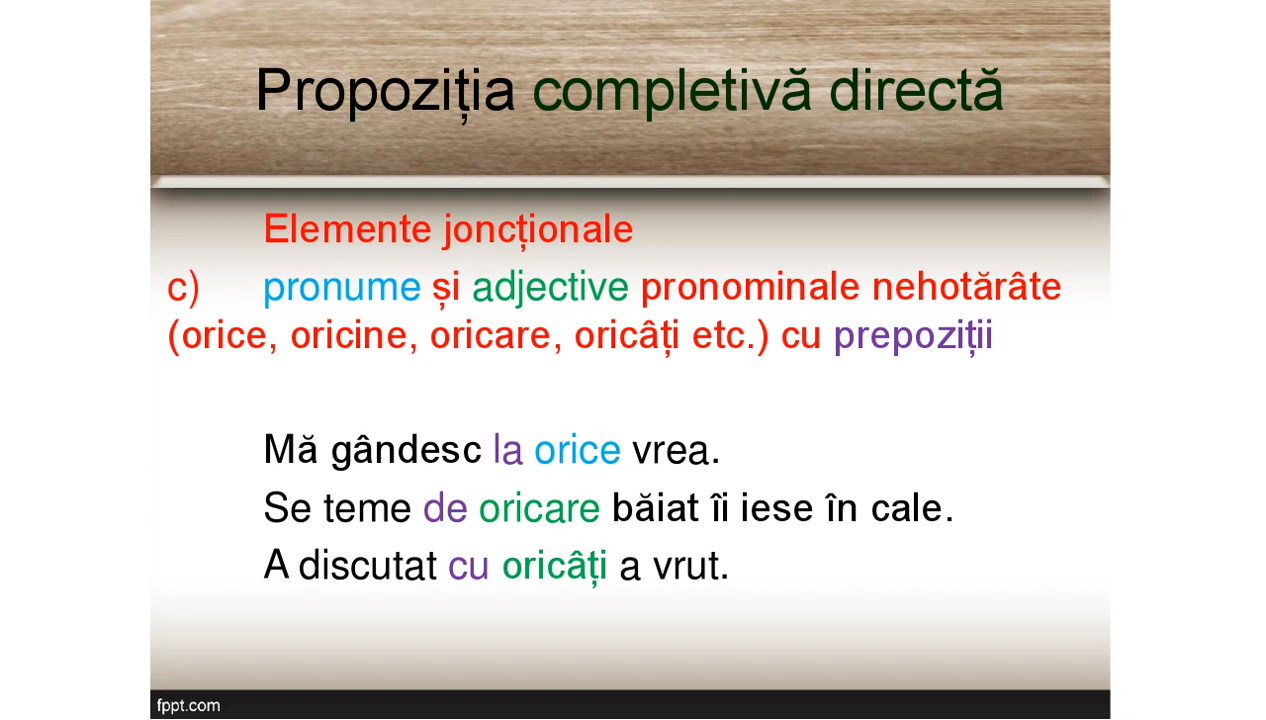 Propoziția completivă directă
Elemente joncționale
c) pronume și adjective pronominale nehotărâte
(orice, oricine, oricare, oricâți etc.) cu prepoziții
Mă gândesc la orice vrea.
Se teme de oricare băiat îi iese în cale.
A discutat cu oricâți a vrut.
fppt.com